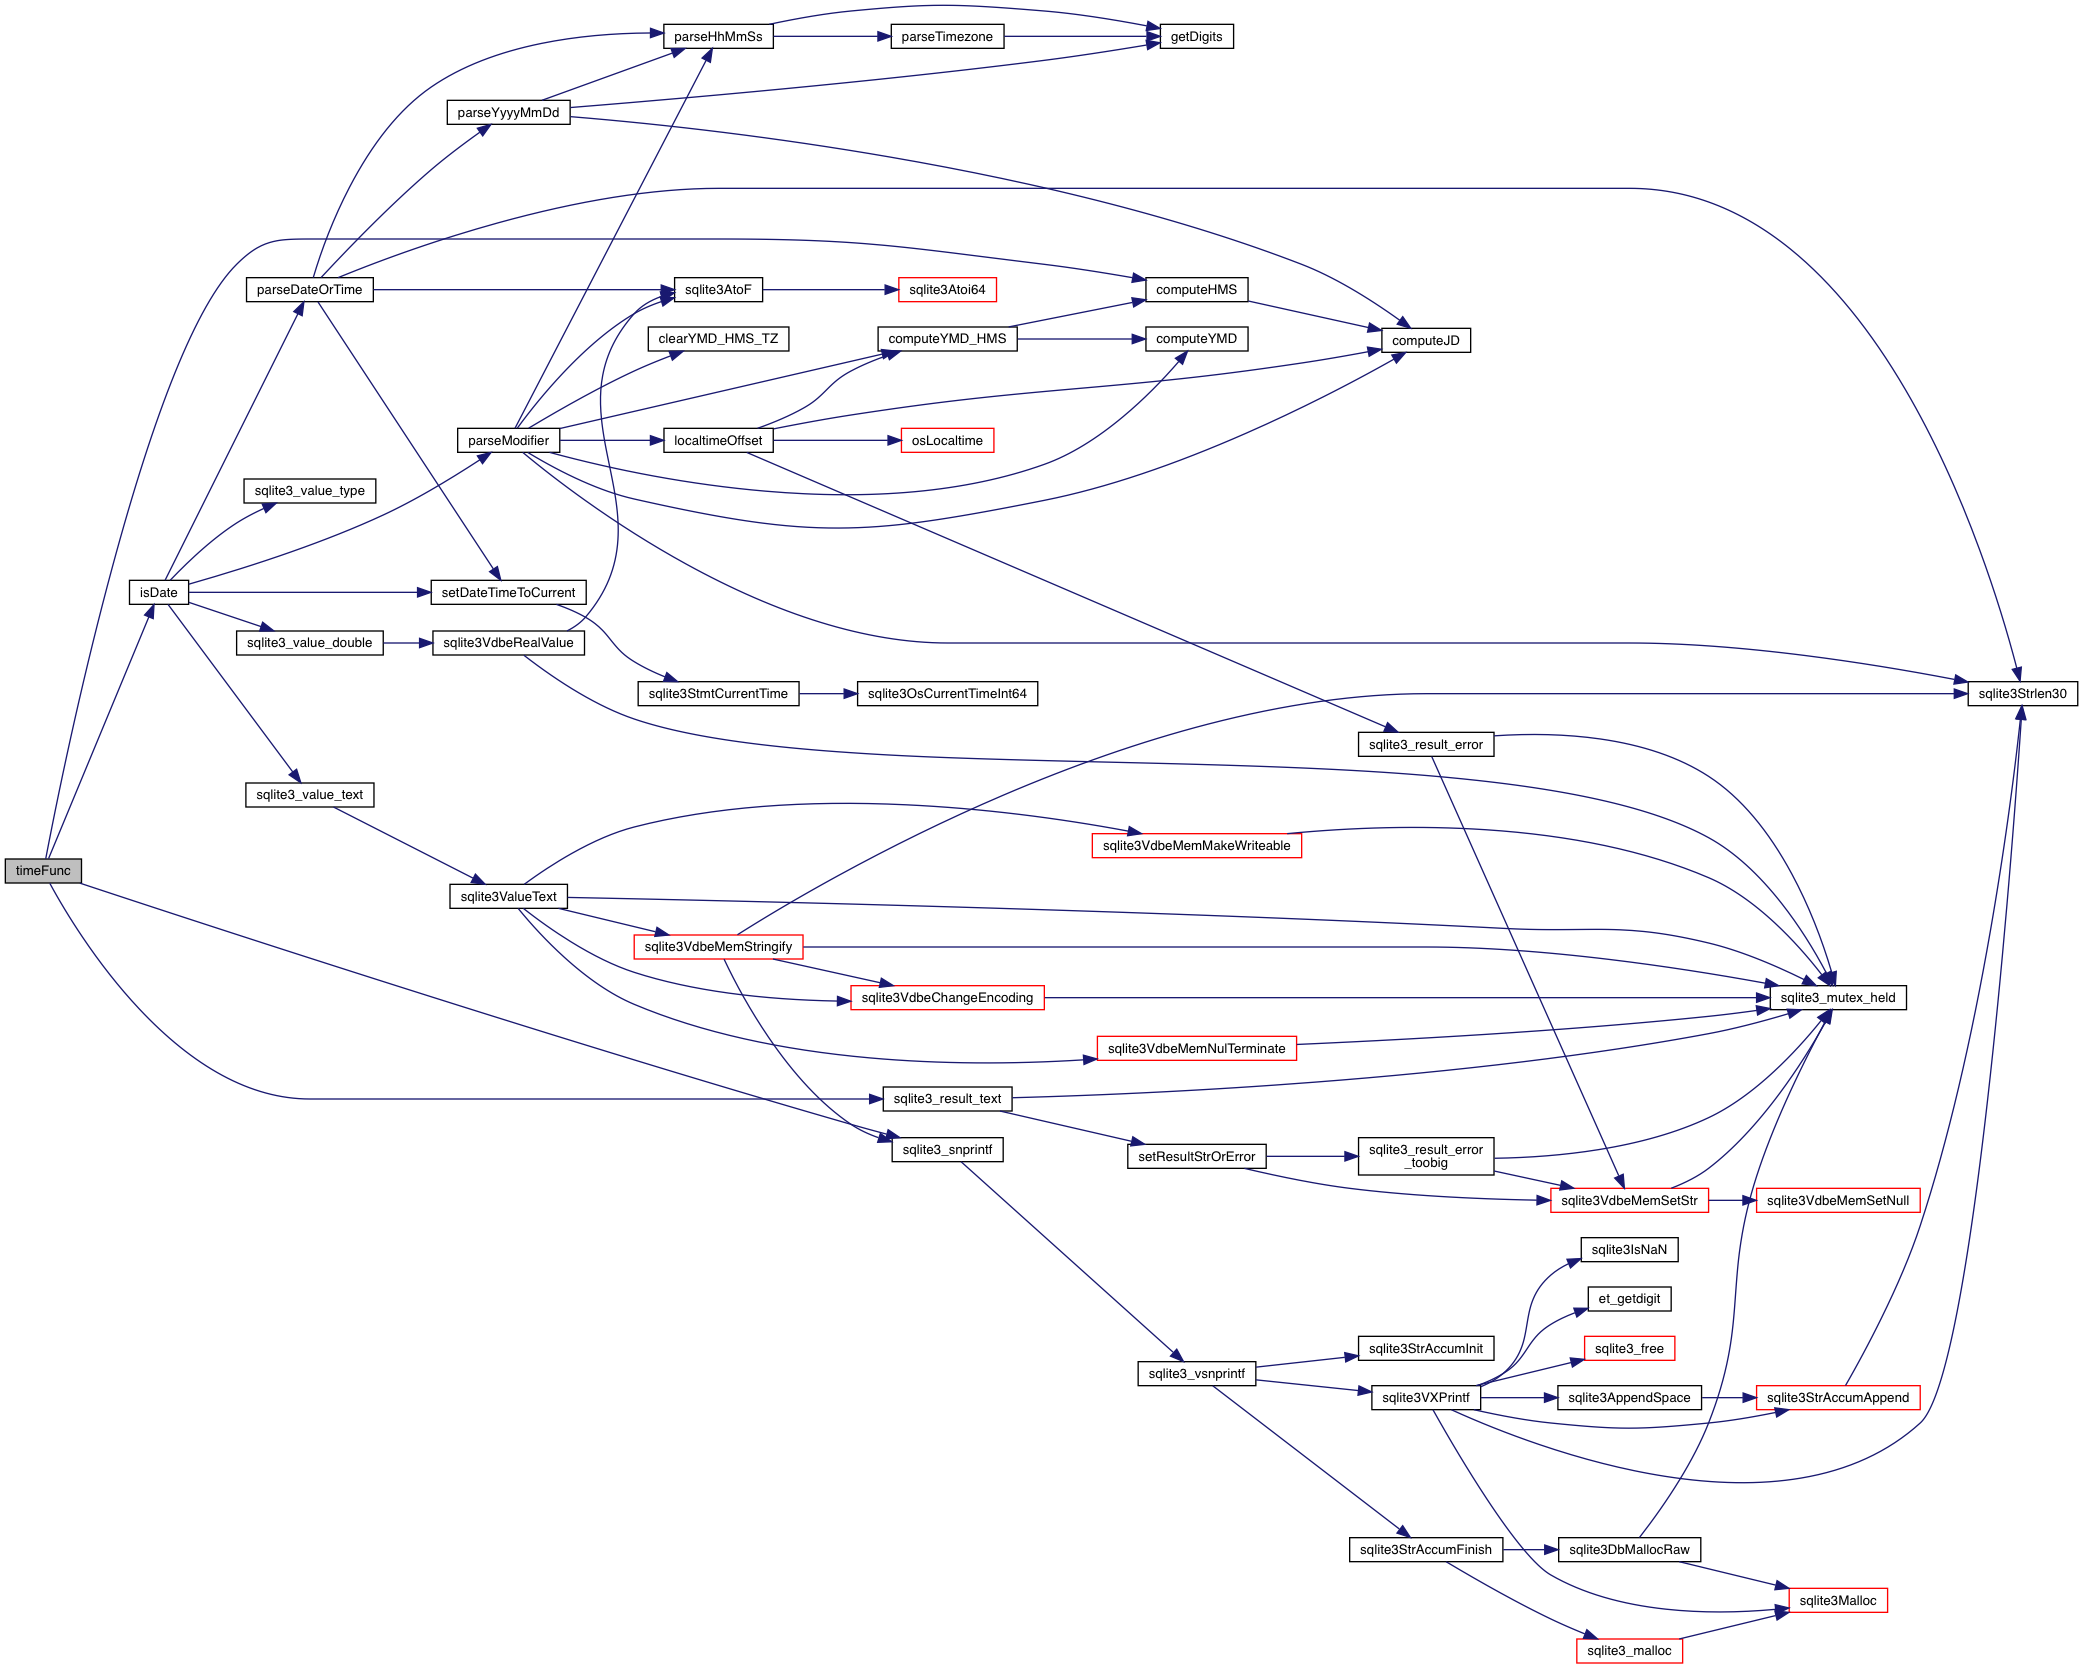 parseHhMmSs
parseTimezone
getDigits
parseYyyyMmDd
parseDateOrTime
sqlite3AtoF
sqlite3Atoi64
computeHMS
clearYMD_HMS_TZ
computeYMD_HMS
computeYMD
computeJD
parseModifier
localtimeOffset
osLocaltime
sqlite3_value_type
isDate
setDateTimeToCurrent
sqlite3_value_double
sqlite3VdbeRealValue
sqlite3StmtCurrentTime
sqlite3OsCurrentTimeInt64
sqlite3Strlen30
sqlite3_result_error
sqlite3_value_text
sqlite3VdbeMemMakeWriteable
timeFunc
sqlite3ValueText
sqlite3VdbeMemStringify
sqlite3VdbeChangeEncoding
sqlite3_mutex_held
sqlite3VdbeMemNulTerminate
sqlite3_result_text
sqlite3_snprintf
setResultStrOrError
sqlite3_result_error
_toobig
sqlite3VdbeMemSetStr
sqlite3VdbeMemSetNull
sqlite3IsNaN
et_getdigit
sqlite3StrAccumInit
sqlite3_free
sqlite3_vsnprintf
sqlite3VXPrintf
sqlite3AppendSpace
sqlite3StrAccumAppend
sqlite3StrAccumFinish
sqlite3DbMallocRaw
sqlite3Malloc
sqlite3_malloc